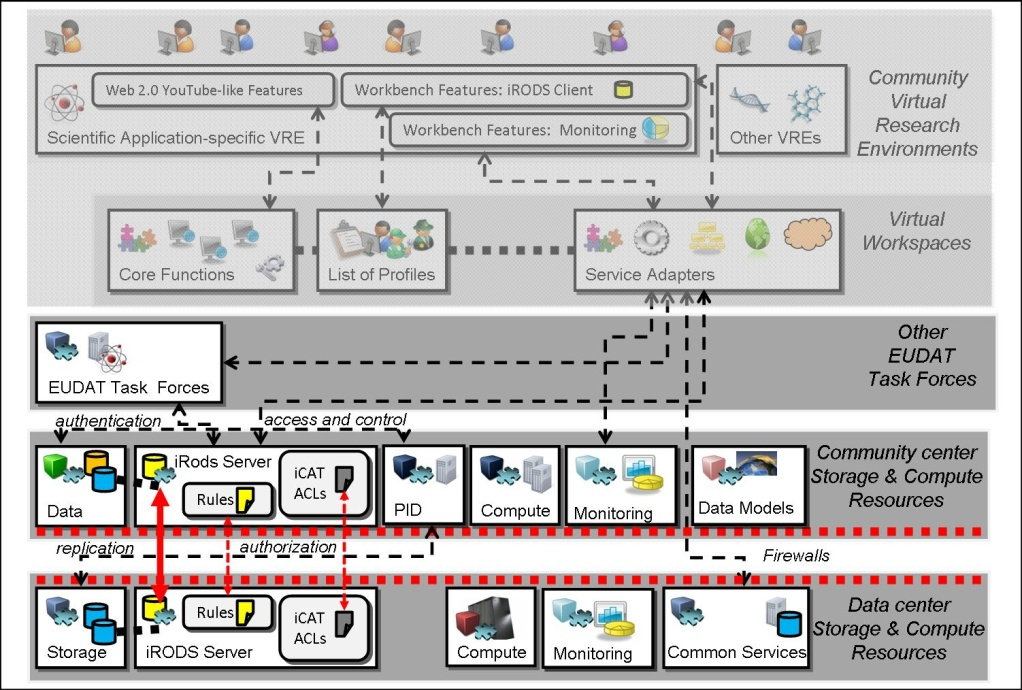 Web 2.0 YouTube-like Features
Workbench Features: iRODS Client
Workbench Features: Monitoring
Scientific Application-specific VRE
Other VREs
Community
Virtual
Research
Environments
Core Functions
List of Profiles
Service Adapters
Virtual
Workspaces
EUDAT Task Forces
Other
EUDAT
Task Forces
authentication
access and control
Data
iRods Server
Rules
iCAT
ACLs
PID
Compute
Monitoring
Data Models
Community center
Storage & Compute
Resources
replication
authorization
Firewalls
Storage
Rules
iRODS Server
iCAT
ACLs
Compute
Monitoring
Common Services
Data center
Storage & Compute
Resources